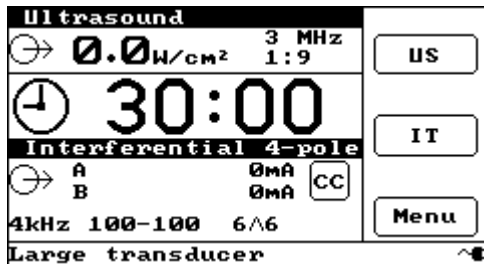 Ultrasound
0.0W/cm² 3 MHz
1:9
US
30:00
IT
Interferential 4-pole
A 0mA
B 0mA
CC
4kHz 100-100 6/\6
Menu
Large transducer